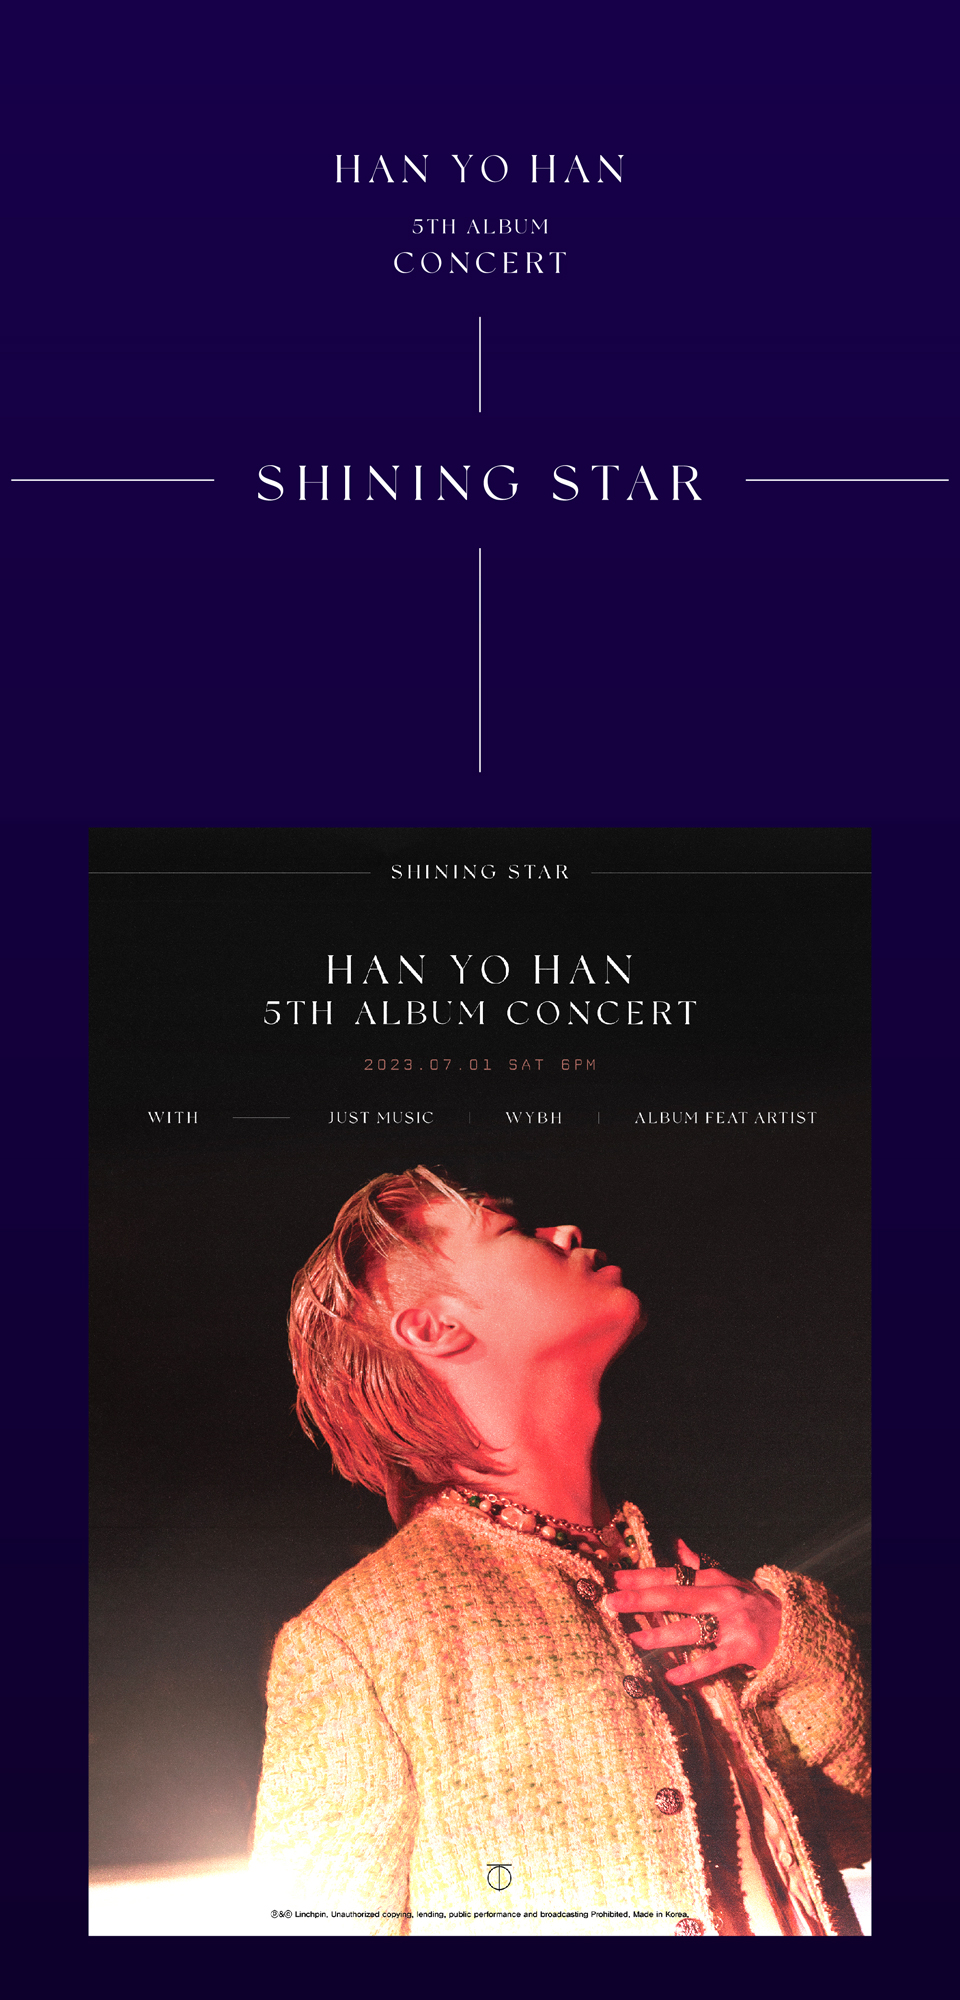 HAN YO HAN
5TH ALBUM
CONCERT
SHINING STAR
SHINING STAR
HAN YO HAN
5TH ALBUM CONCERT
2023.07.01 SAT 6PM
WITH JUST MUSIC | WYBH | ALBUM FEAT ARTIST
℗&© Linchpin, Unauthorized copying, lending, public performance and broadcasting Prohibited, Made in Korea.